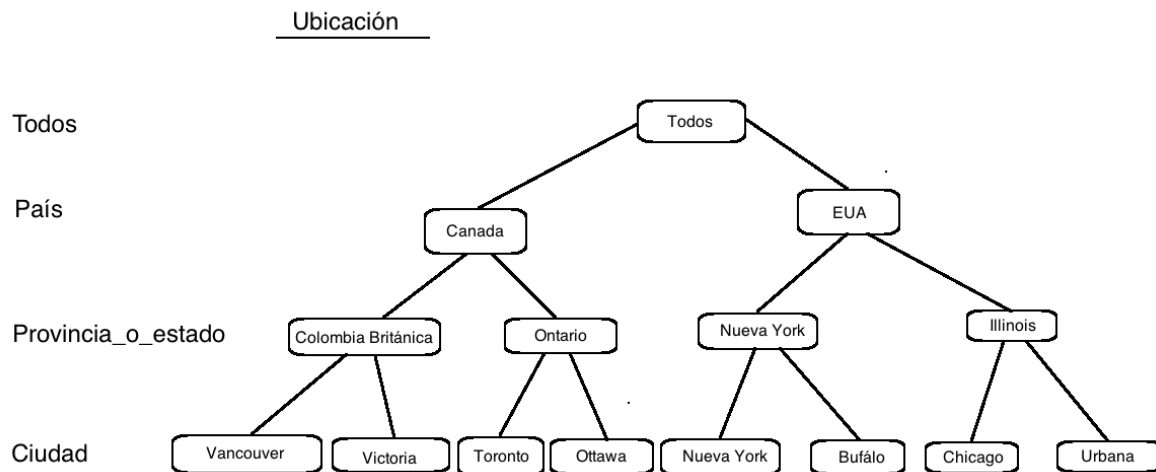 Ubicación
Todos
Todos
País
Canada
EUA
Provincia_o_estado
Colombia Británica
Ontario
Nueva York
Illinois
Ciudad
Vancouver
Victoria
Toronto
Ottawa
Nueva York
Bufálo
Chicago
Urbana